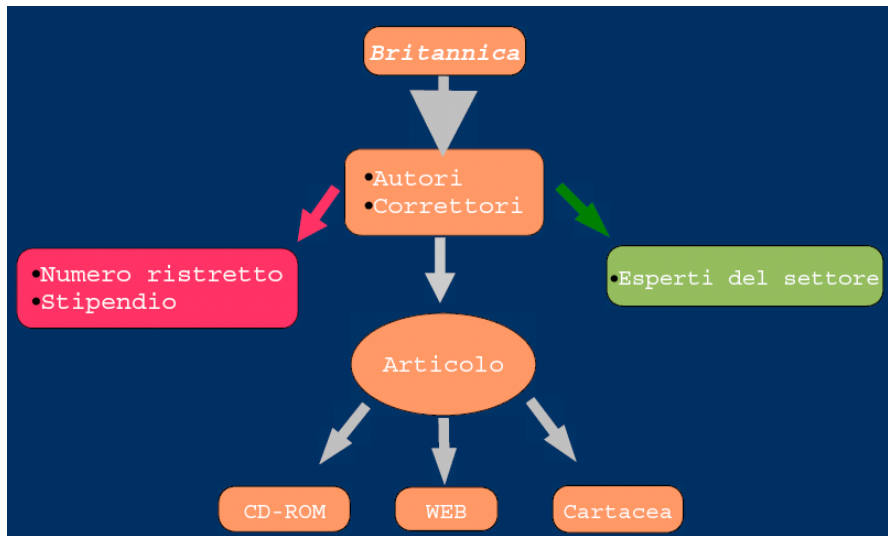 Britannica
•Autori
•Correttori
•Numero ristretto
•Stipendio
•Esperti del settore
Articolo
CD-ROM
WEB
Cartacea